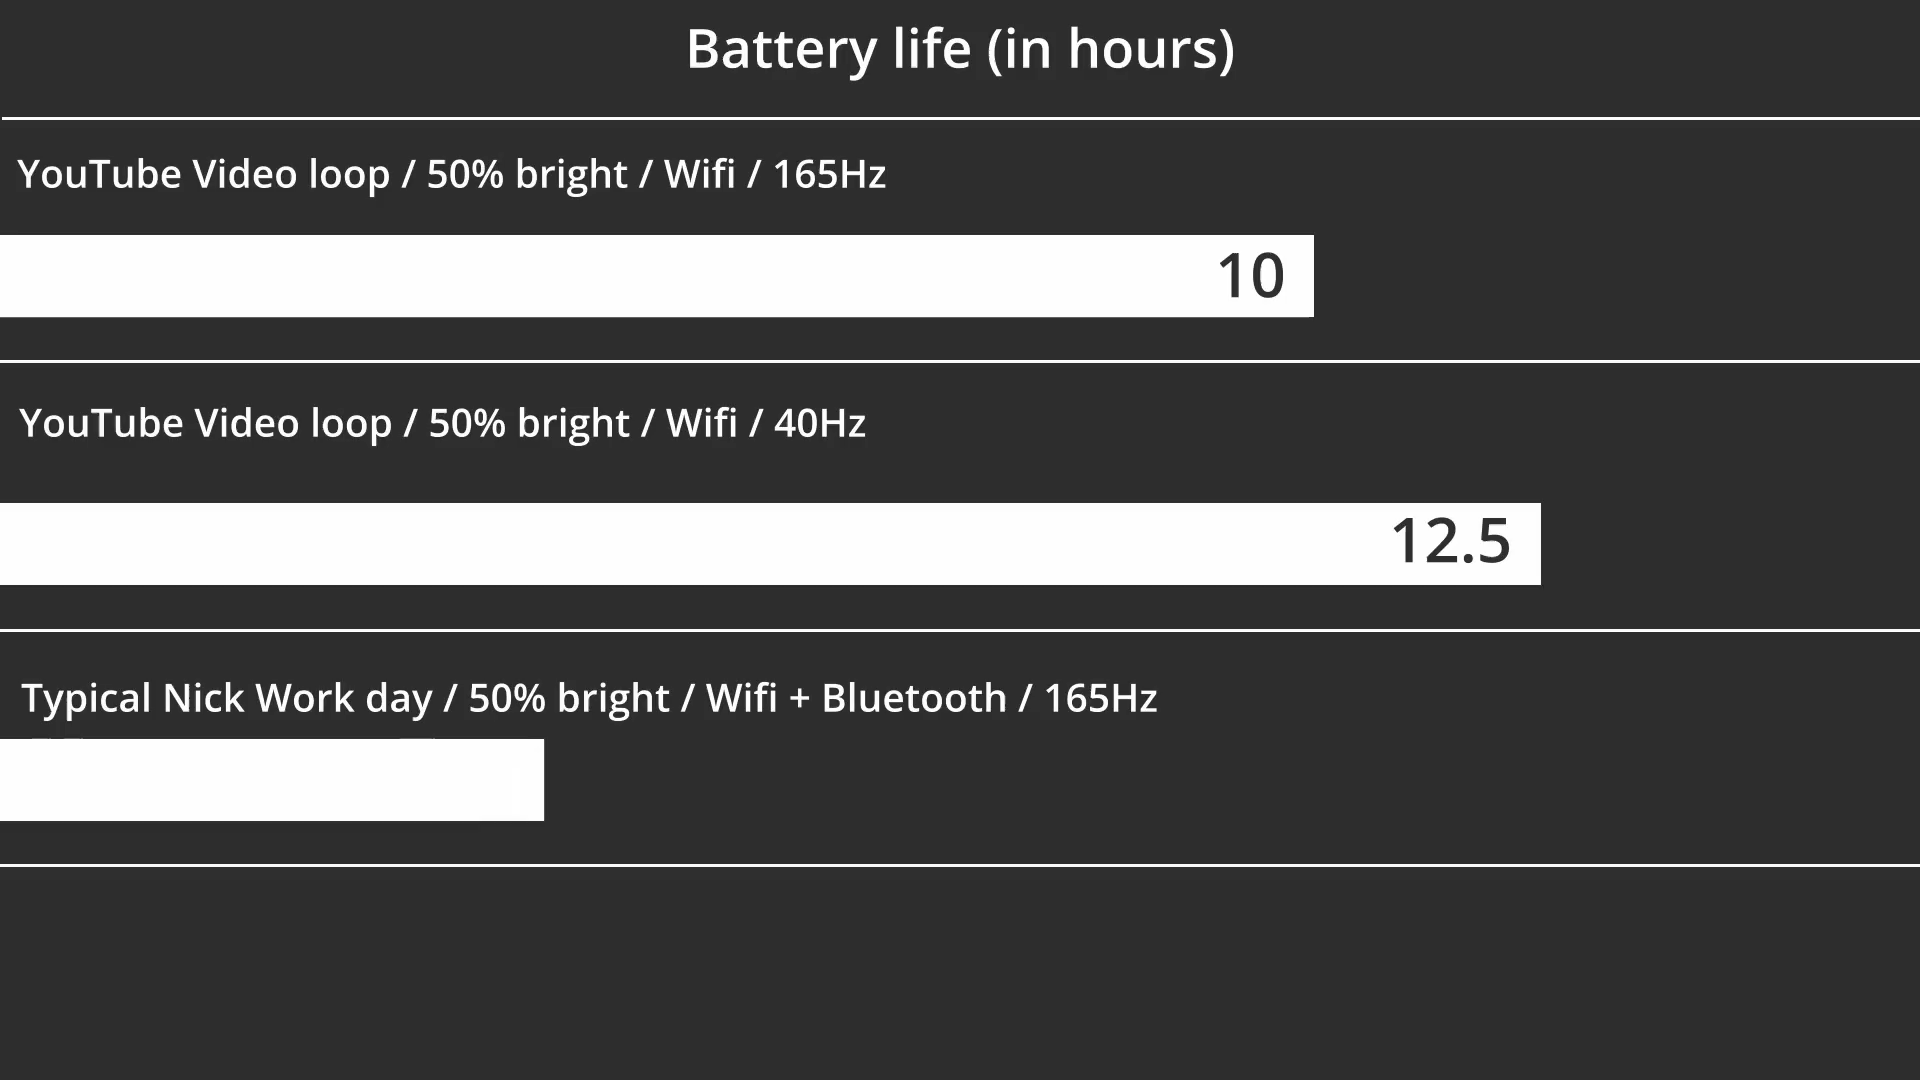 Battery life (in hours)
YouTube Video loop / 50% bright / Wifi / 165Hz
10
YouTube Video loop / 50% bright / Wifi / 40Hz
12.5
Typical Nick Work day / 50% bright / Wifi + Bluetooth / 165Hz